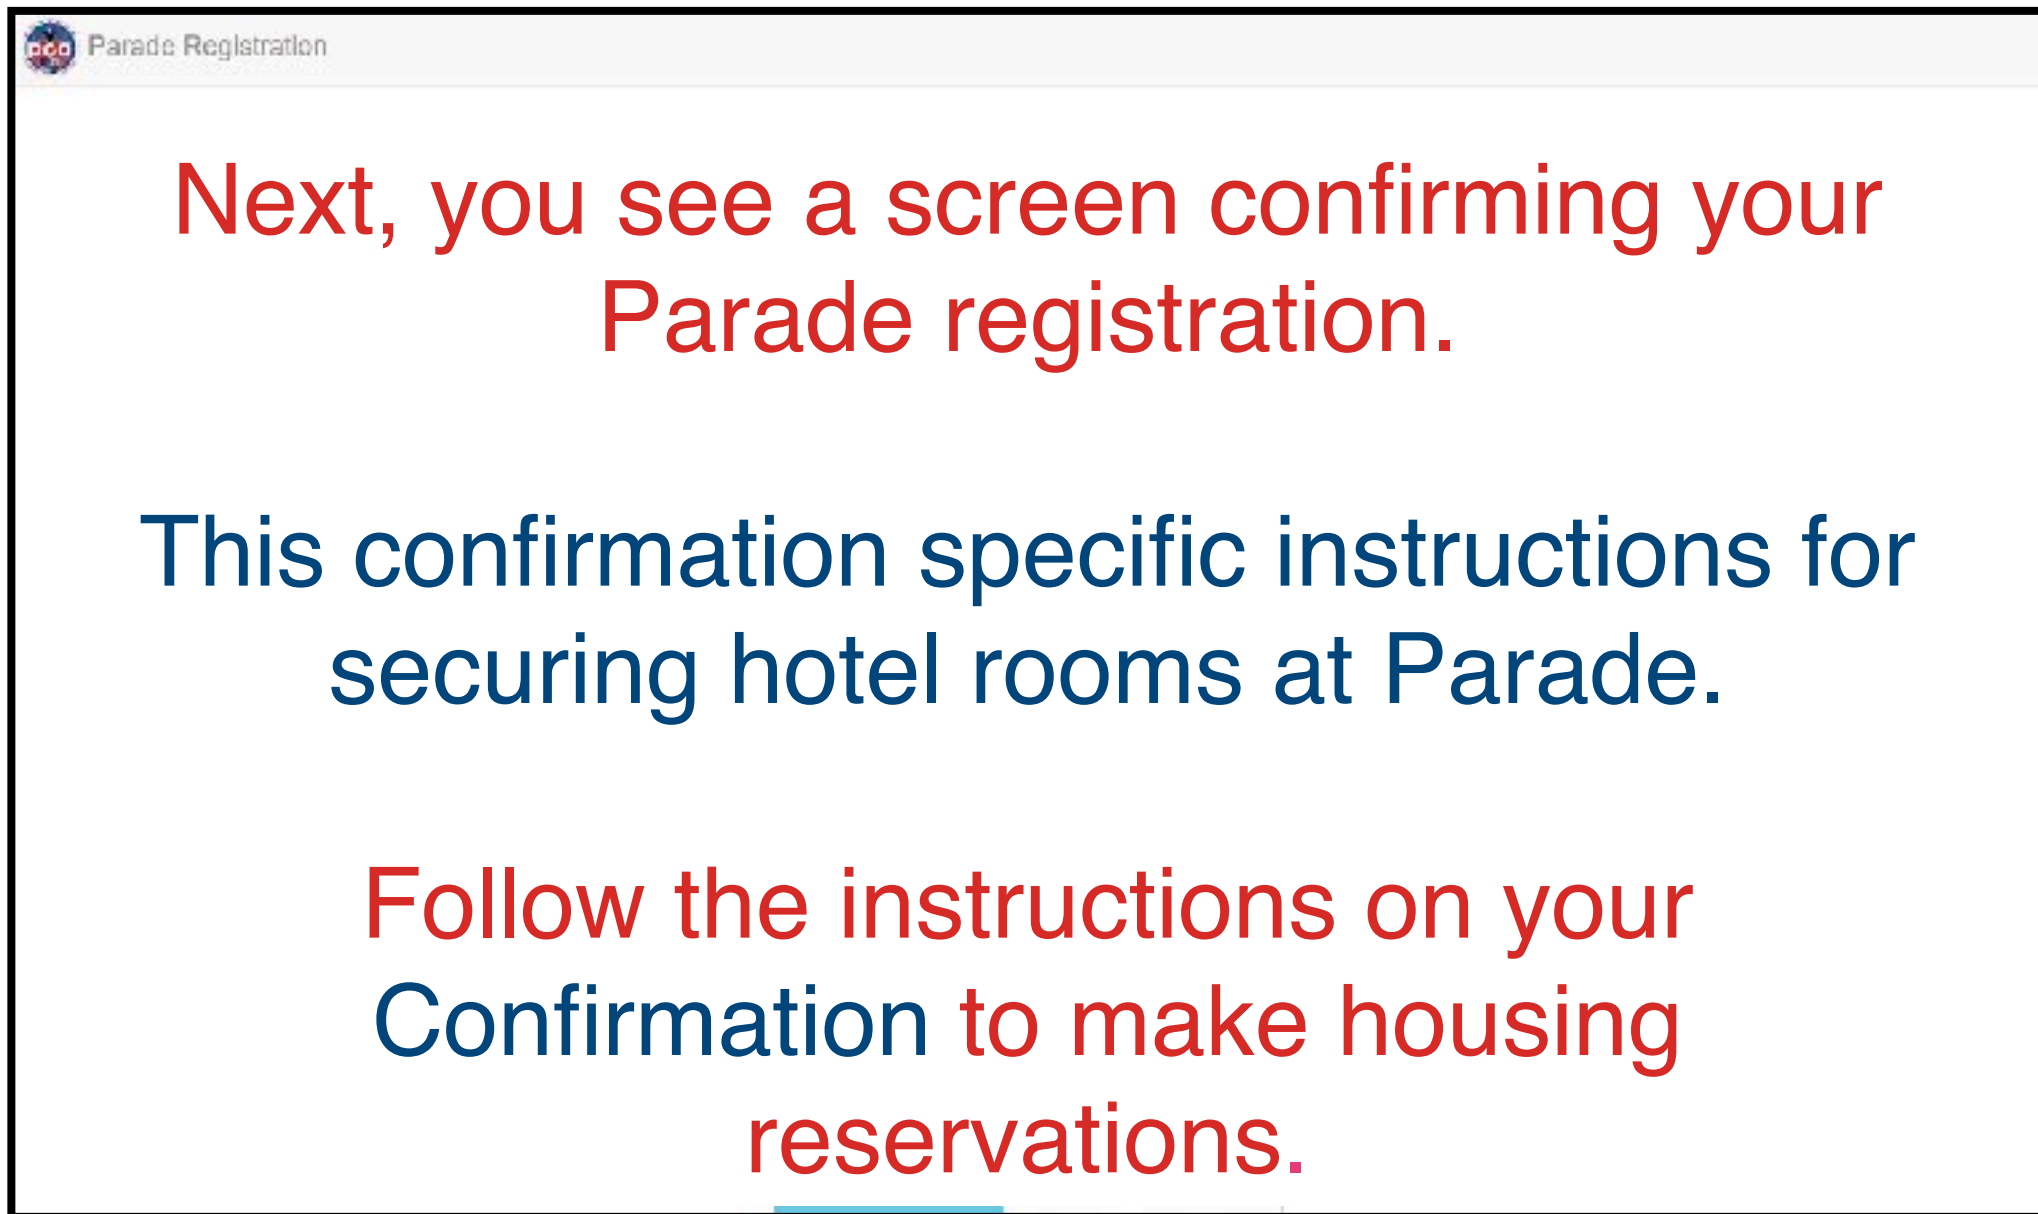 pca
Parade Registration
Next, you see a screen confirming your
Parade registration.
This confirmation specific instructions for
securing hotel rooms at Parade.
Follow the instructions on your
Confirmation to make housing
reservations.